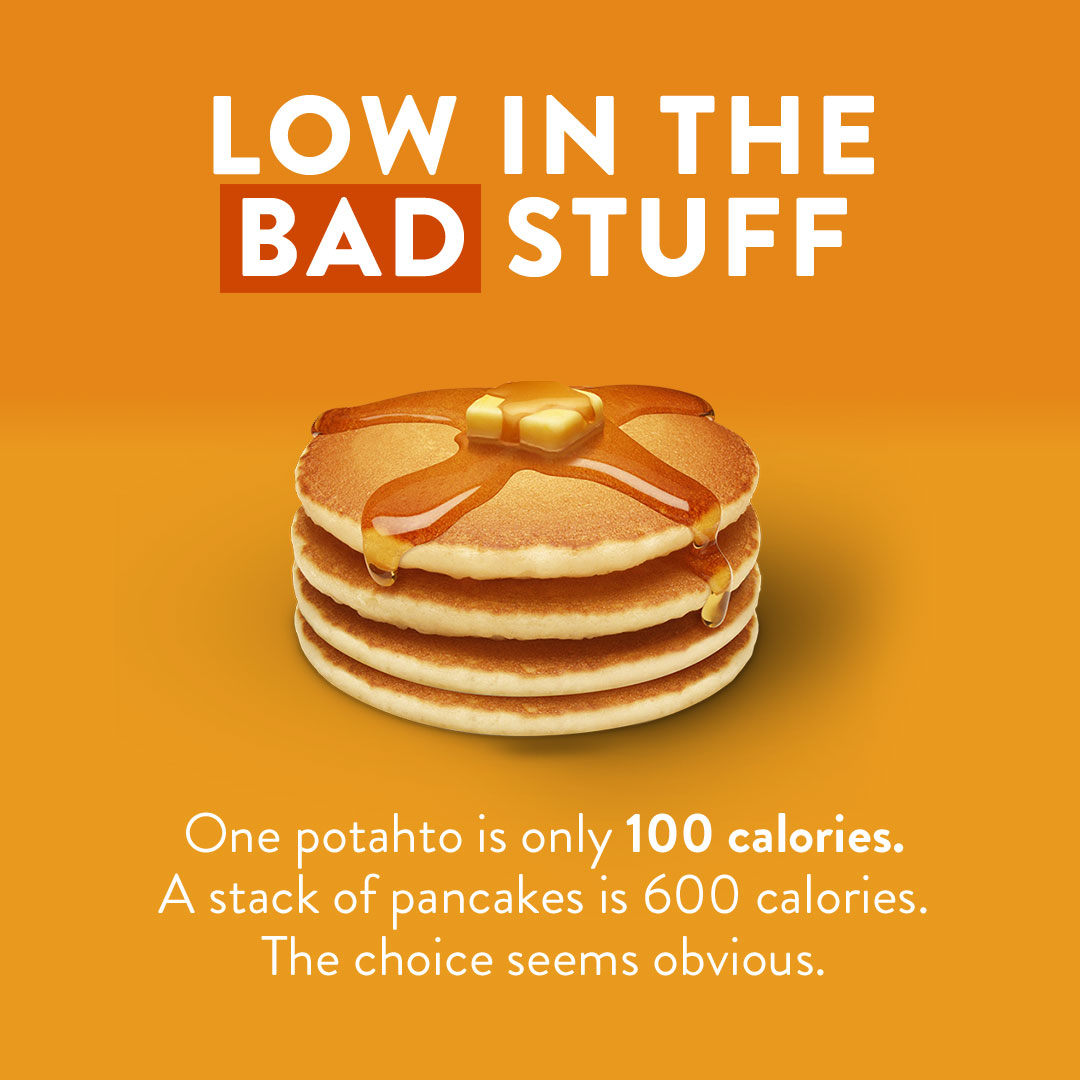 LOW IN THE
BAD STUFF
One potahto is only 100 calories.
A stack of pancakes is 600 calories.
The choice seems obvious.